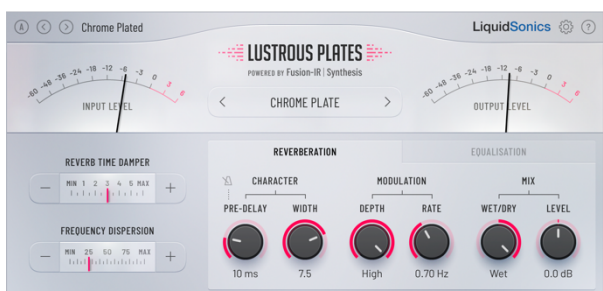 A Chrome Plated LiquidSonics ?
LUSTROUS PLATES
POWERED BY Fusion-IR | Synthesis
-60 -48 -36 -24 -18 -12 -6 -3 0 3 6
INPUT LEVEL
< CHROME PLATE >
-60 -48 -36 -24 -18 -12 -6 -3 0 3 6
OUTPUT LEVEL
REVERB TIME DAMPER
− MIN 1 2 3 4 5 MAX +
FREQUENCY DISPERSION
− MIN 25 50 75 MAX +
REVERBERATION EQUALISATION
CHARACTER MODULATION MIX
PRE-DELAY WIDTH DEPTH RATE WET/DRY LEVEL
10 ms 7.5 High 0.70 Hz Wet 0.0 dB